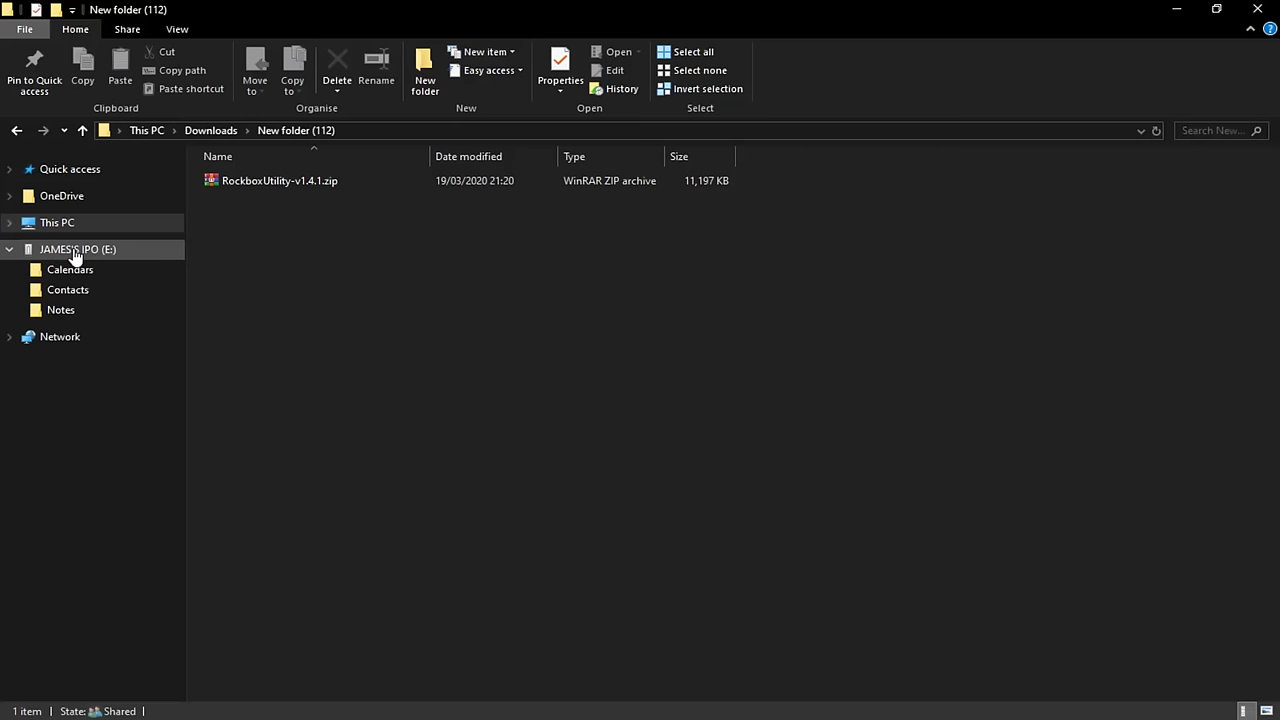 New folder (112)
File Home Share View
Pin to Quick access
Copy
Paste
Cut
Copy path
Paste shortcut
Clipboard
Move to
Copy to
Delete
Rename
Organise
New folder
New item
Easy access
New
Properties
Open
Edit
History
Open
Select all
Select none
Invert selection
Select
This PC > Downloads > New folder (112)
Search New...
Name Date modified Type Size
RockboxUtility-v1.4.1.zip 19/03/2020 21:20 WinRAR ZIP archive 11,197 KB
Quick access
OneDrive
This PC
JAMES'S IPO (E:)
Calendars
Contacts
Notes
Network
1 item State: Shared